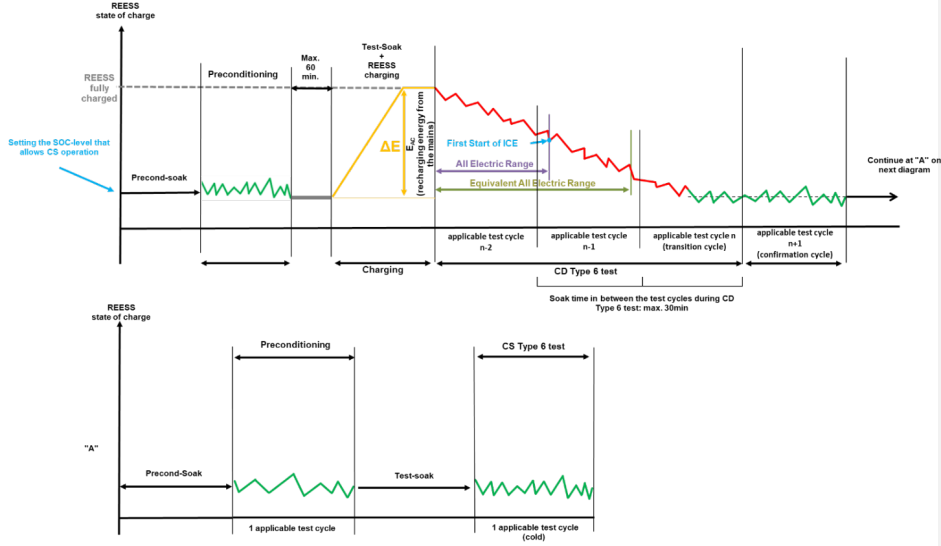 REESS
state of charge
REESS
fully
charged
Setting the SOC-level that
allows CS operation
Precond-soak
Preconditioning
Max.
60
min.
Test-Soak
+
REESS
charging
ΔE
E_AC
(recharging energy from
the mains)
First Start of ICE
All Electric Range
Equivalent All Electric Range
Continue at "A" on
next diagram
applicable test cycle
n-2
applicable test cycle
n-1
applicable test cycle n
(transition cycle)
applicable test cycle
n+1
(confirmation cycle)
Charging
CD Type 6 test
Soak time in between the test cycles during CD
Type 6 test: max. 30min
REESS
state of charge
Preconditioning
CS Type 6 test
"A"
Precond-Soak
Test-soak
1 applicable test cycle
1 applicable test cycle
(cold)